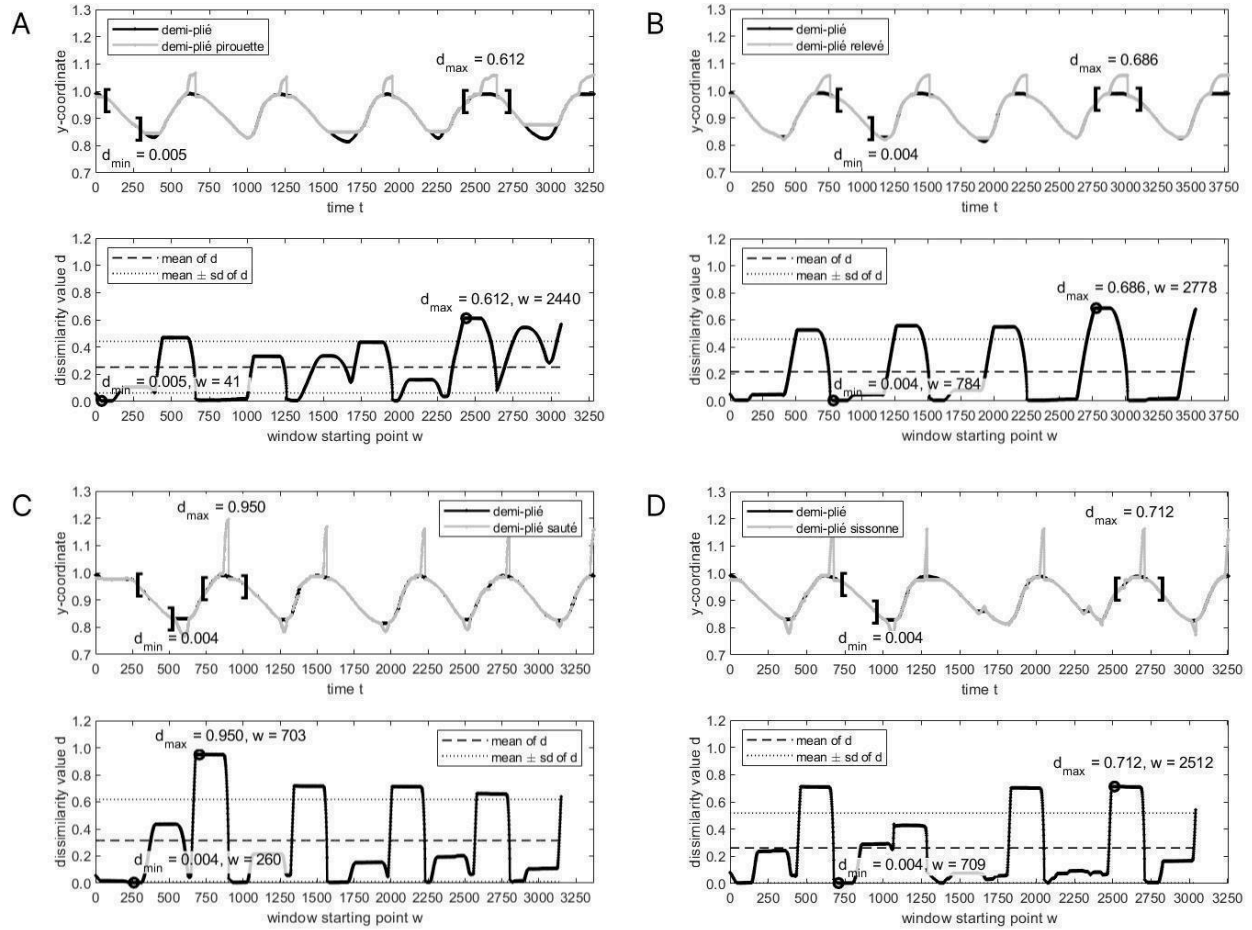 A
y-coordinate
1.3
1.2
1.1
1.0
0.9
0.8
0.7
demi-plié
demi-plié pirouette
d max = 0.612
d min = 0.005
0 250 500 750 1000 1250 1500 1750 2000 2250 2500 2750 3000 3250
time t
dissimilarity value d
1.2
1.0
0.8
0.6
0.4
0.2
0.0
mean of d
mean ± sd of d
d max = 0.612, w = 2440
d min = 0.005, w = 41
0 250 500 750 1000 1250 1500 1750 2000 2250 2500 2750 3000 3250
window starting point w
B
y-coordinate
1.3
1.2
1.1
1.0
0.9
0.8
0.7
demi-plié
demi-plié relevé
d max = 0.686
d min = 0.004
0 250 500 750 1000 1250 1500 1750 2000 2250 2500 2750 3000 3250 3500 3750
time t
dissimilarity value d
1.2
1.0
0.8
0.6
0.4
0.2
0.0
mean of d
mean ± sd of d
d max = 0.686, w = 2778
d min = 0.004, w = 784
0 250 500 750 1000 1250 1500 1750 2000 2250 2500 2750 3000 3250 3500 3750
window starting point w
C
y-coordinate
1.3
1.2
1.1
1.0
0.9
0.8
0.7
d max = 0.950
demi-plié
demi-plié sauté
d min = 0.004
0 250 500 750 1000 1250 1500 1750 2000 2250 2500 2750 3000 3250
time t
dissimilarity value d
1.2
1.0
0.8
0.6
0.4
0.2
0.0
d max = 0.950, w = 703
mean of d
mean ± sd of d
d min = 0.004, w = 260
0 250 500 750 1000 1250 1500 1750 2000 2250 2500 2750 3000 3250
window starting point w
D
y-coordinate
1.3
1.2
1.1
1.0
0.9
0.8
0.7
demi-plié
demi-plié sissonne
d max = 0.712
d min = 0.004
0 250 500 750 1000 1250 1500 1750 2000 2250 2500 2750 3000 3250
time t
dissimilarity value d
1.2
1.0
0.8
0.6
0.4
0.2
0.0
mean of d
mean ± sd of d
d max = 0.712, w = 2512
d min = 0.004, w = 709
0 250 500 750 1000 1250 1500 1750 2000 2250 2500 2750 3000 3250
window starting point w